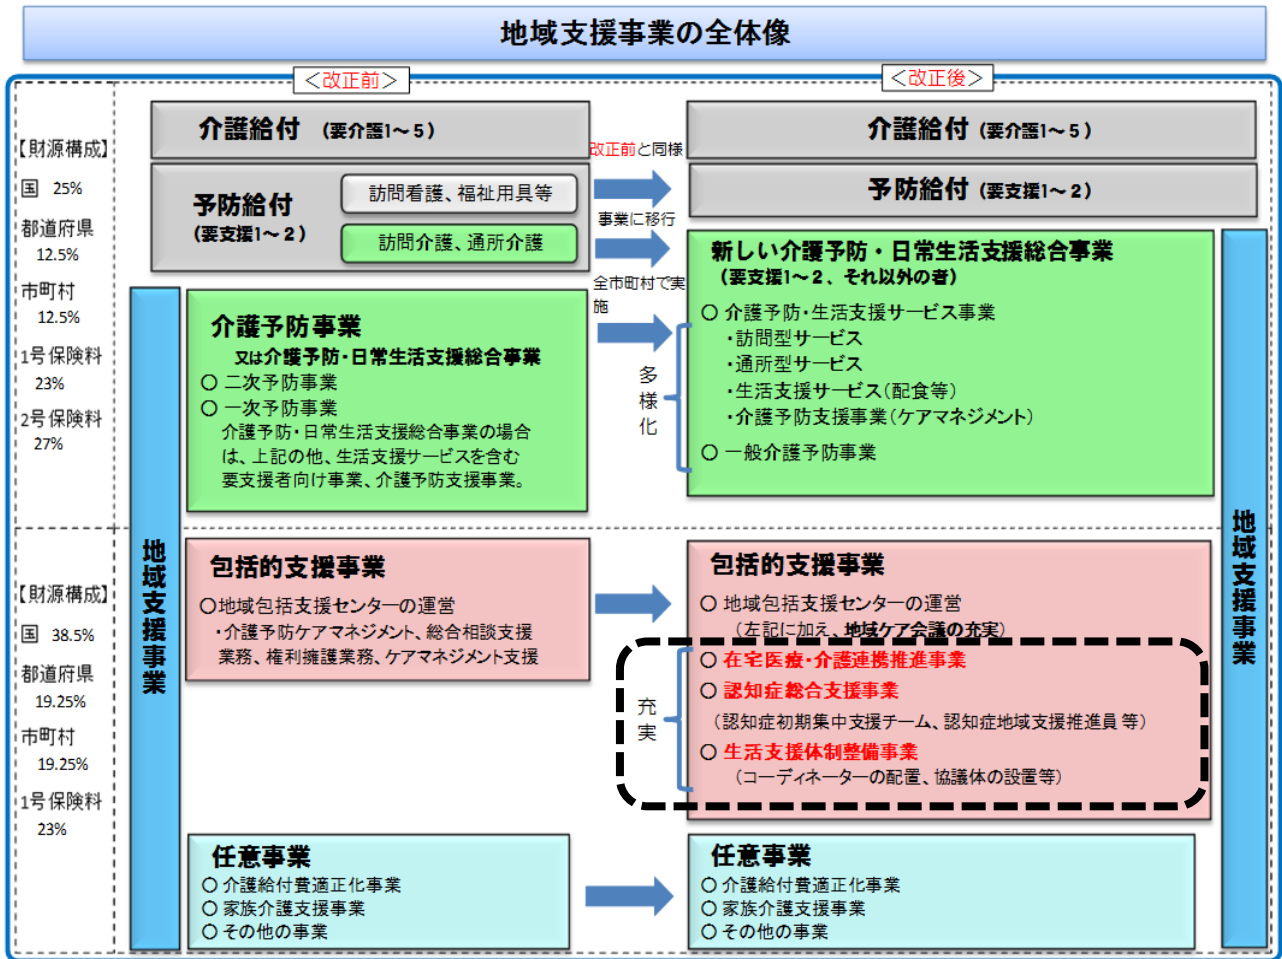 地域支援事業の全体像
＜改正前＞
＜改正後＞
【財源構成】
国 25%
都道府県
12.5%
市町村
12.5%
1号保険料
23%
2号保険料
27%
介護給付 （要介護1～5）
予防給付
（要支援1～2）
訪問看護、福祉用具等
訪問介護、通所介護
改正前と同様
事業に移行
全市町村で実
施
介護給付（要介護1～5）
予防給付（要支援1～2）
介護予防事業
又は介護予防・日常生活支援総合事業
○ 二次予防事業
○ 一次予防事業
介護予防・日常生活支援総合事業の場合
は、上記の他、生活支援サービスを含む
要支援者向け事業、介護予防支援事業。
多
様
化
新しい介護予防・日常生活支援総合事業
（要支援1～2、それ以外の者）
○ 介護予防・生活支援サービス事業
・訪問型サービス
・通所型サービス
・生活支援サービス（配食等）
・介護予防支援事業（ケアマネジメント）
○ 一般介護予防事業
地域支援事業
地域支援事業
【財源構成】
国 38.5%
都道府県
19.25%
市町村
19.25%
1号保険料
23%
包括的支援事業
○地域包括支援センターの運営
・介護予防ケアマネジメント、総合相談支援
業務、権利擁護業務、ケアマネジメント支援
充
実
包括的支援事業
○ 地域包括支援センターの運営
（左記に加え、地域ケア会議の充実）
○ 在宅医療・介護連携推進事業
○ 認知症総合支援事業
（認知症初期集中支援チーム、認知症地域支援推進員 等）
○ 生活支援体制整備事業
（コーディネーターの配置、協議体の設置等）
任意事業
○ 介護給付費適正化事業
○ 家族介護支援事業
○ その他の事業
任意事業
○ 介護給付費適正化事業
○ 家族介護支援事業
○ その他の事業